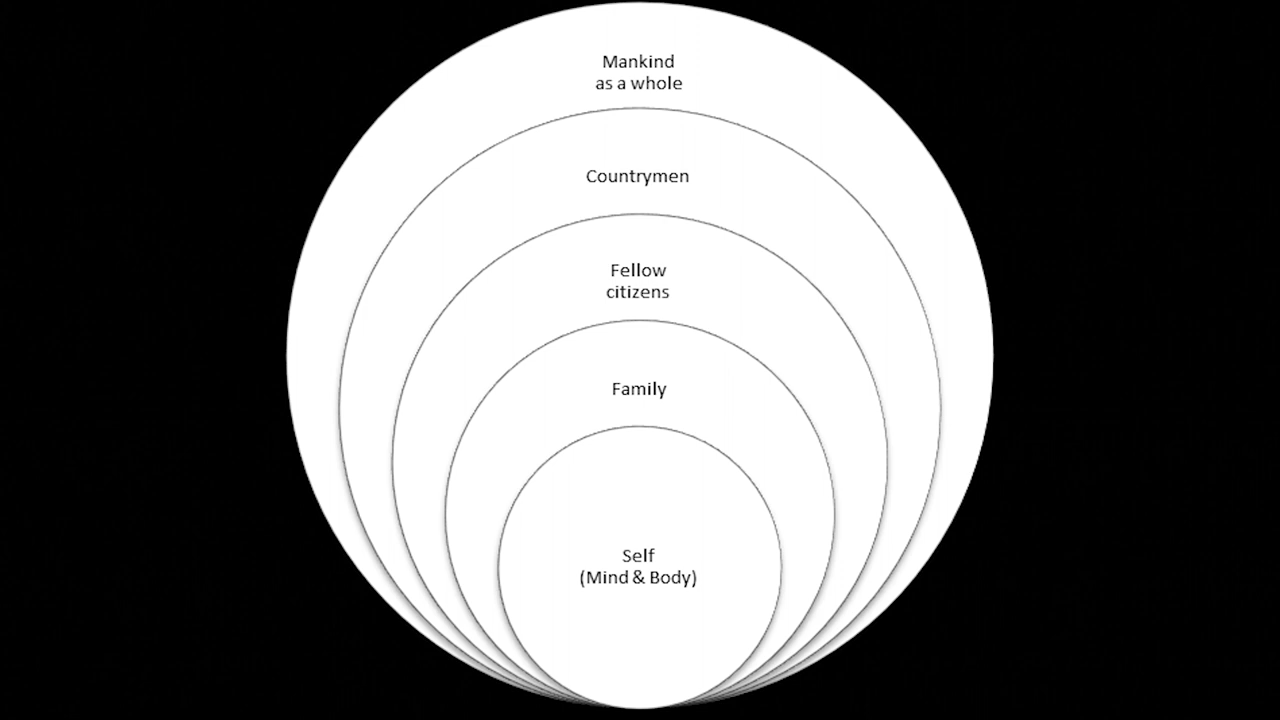 Mankind
as a whole
Countrymen
Fellow
citizens
Family
Self
(Mind & Body)